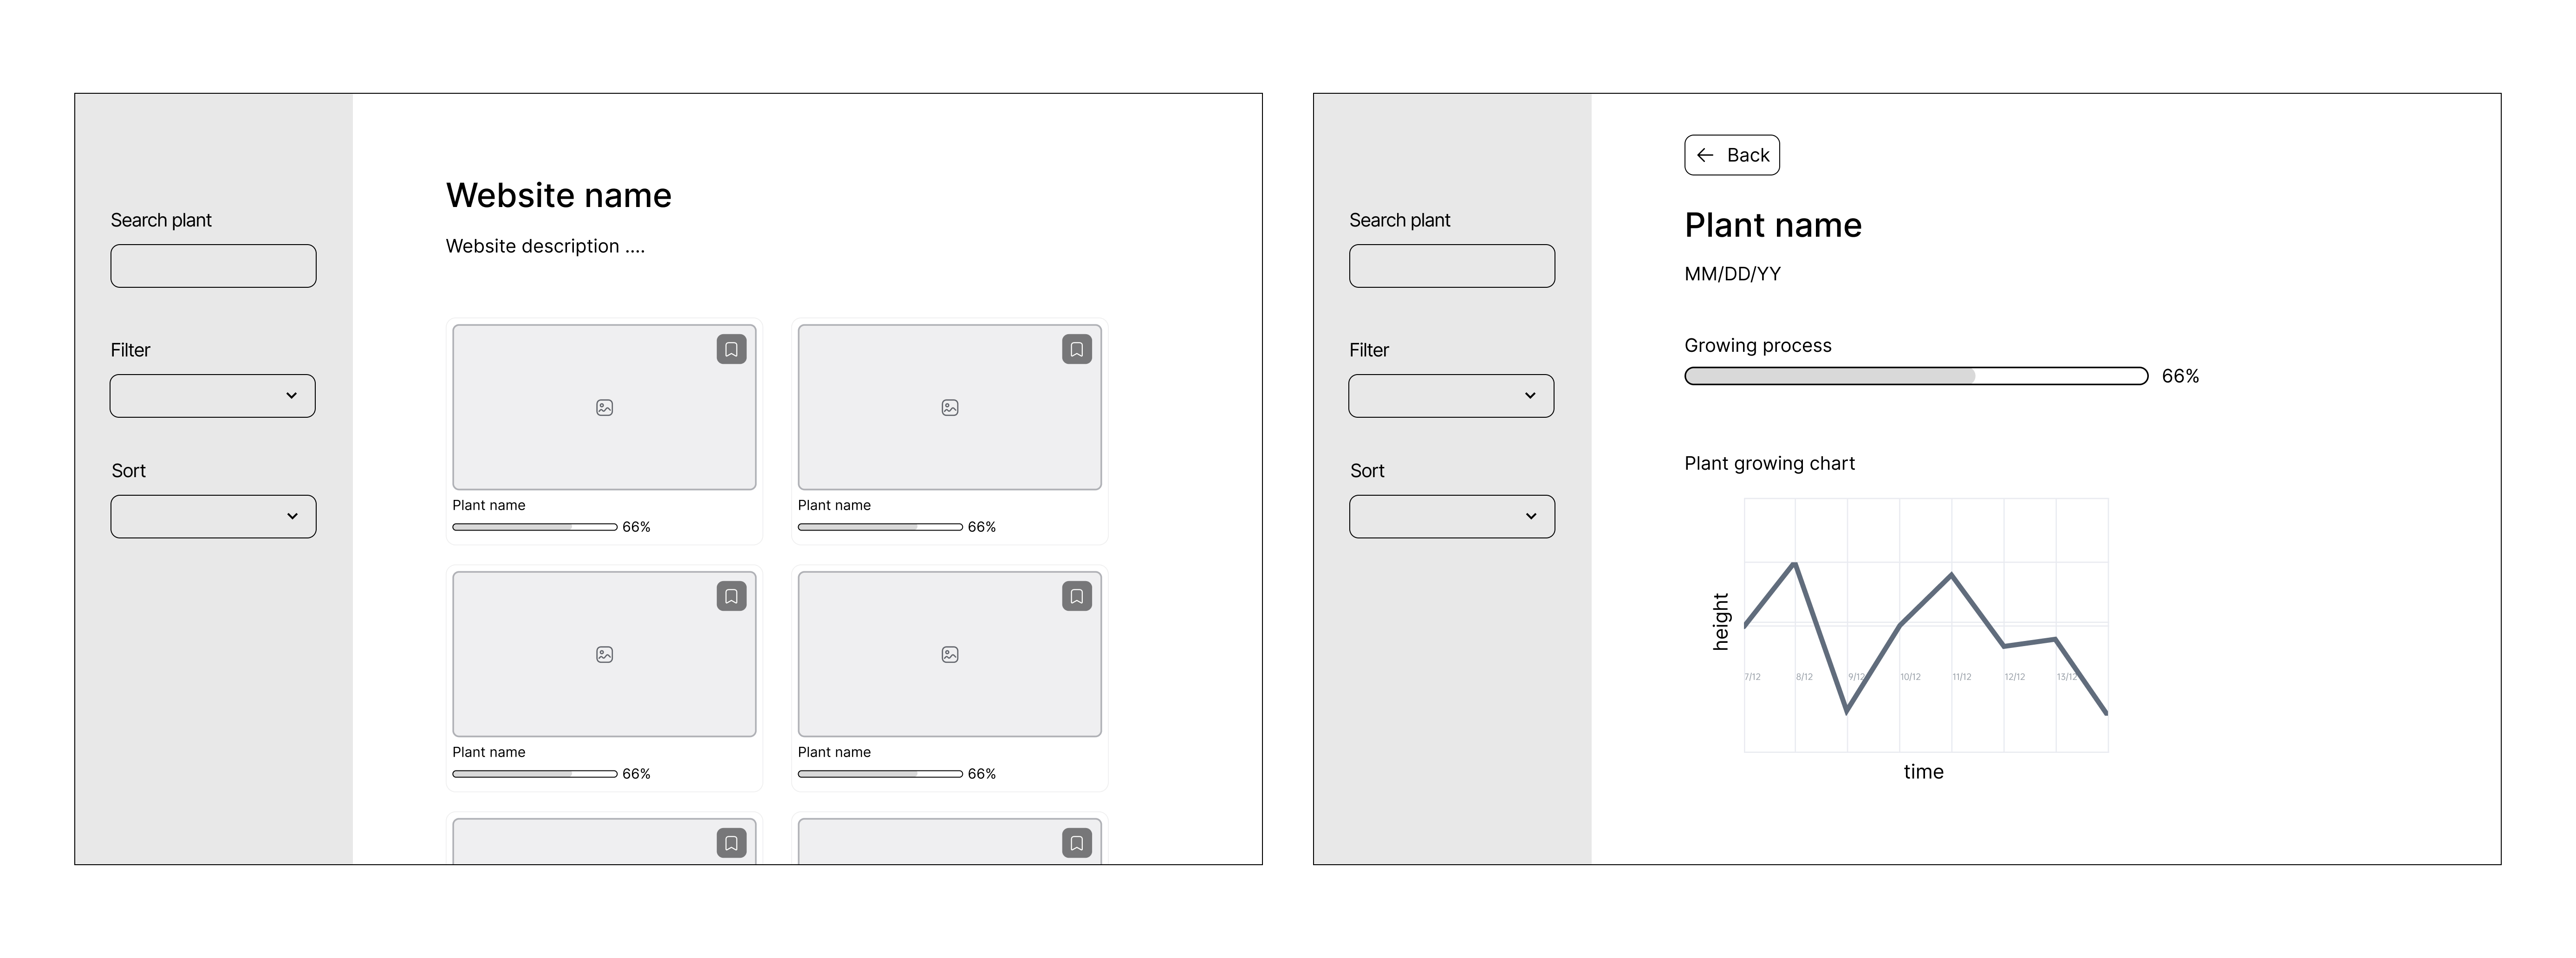 Search plant
Filter
Sort
Website name
Website description ....
Plant name
66%
Plant name
66%
Plant name
66%
Plant name
66%
Search plant
Filter
Sort
Back
Plant name
MM/DD/YY
Growing process
66%
Plant growing chart
height
7/12
8/12
9/12
10/12
11/12
12/12
13/12
time